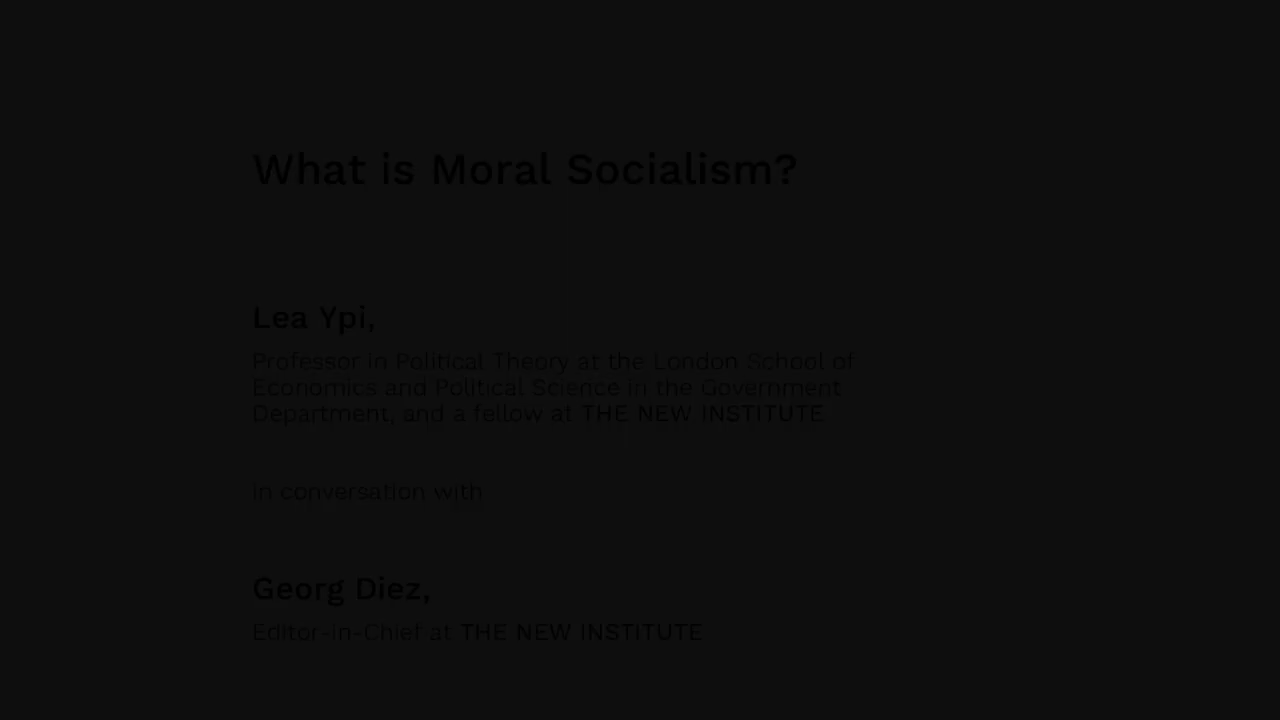 What is Moral Socialism?
Lea Ypi,
Professor in Political Theory at the London School of
Economics and Political Science in the Government
Department, and a fellow at THE NEW INSTITUTE
in conversation with
Georg Diez,
Editor-in-Chief at THE NEW INSTITUTE